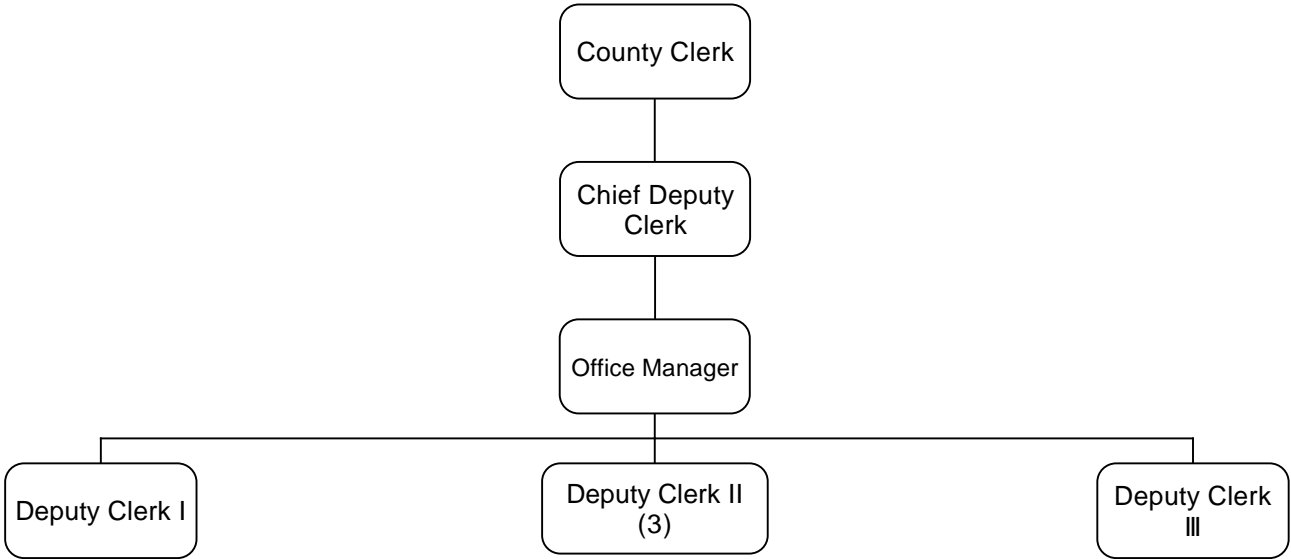 County Clerk
Chief Deputy
Clerk
Office Manager
Deputy Clerk I
Deputy Clerk II
(3)
Deputy Clerk
III